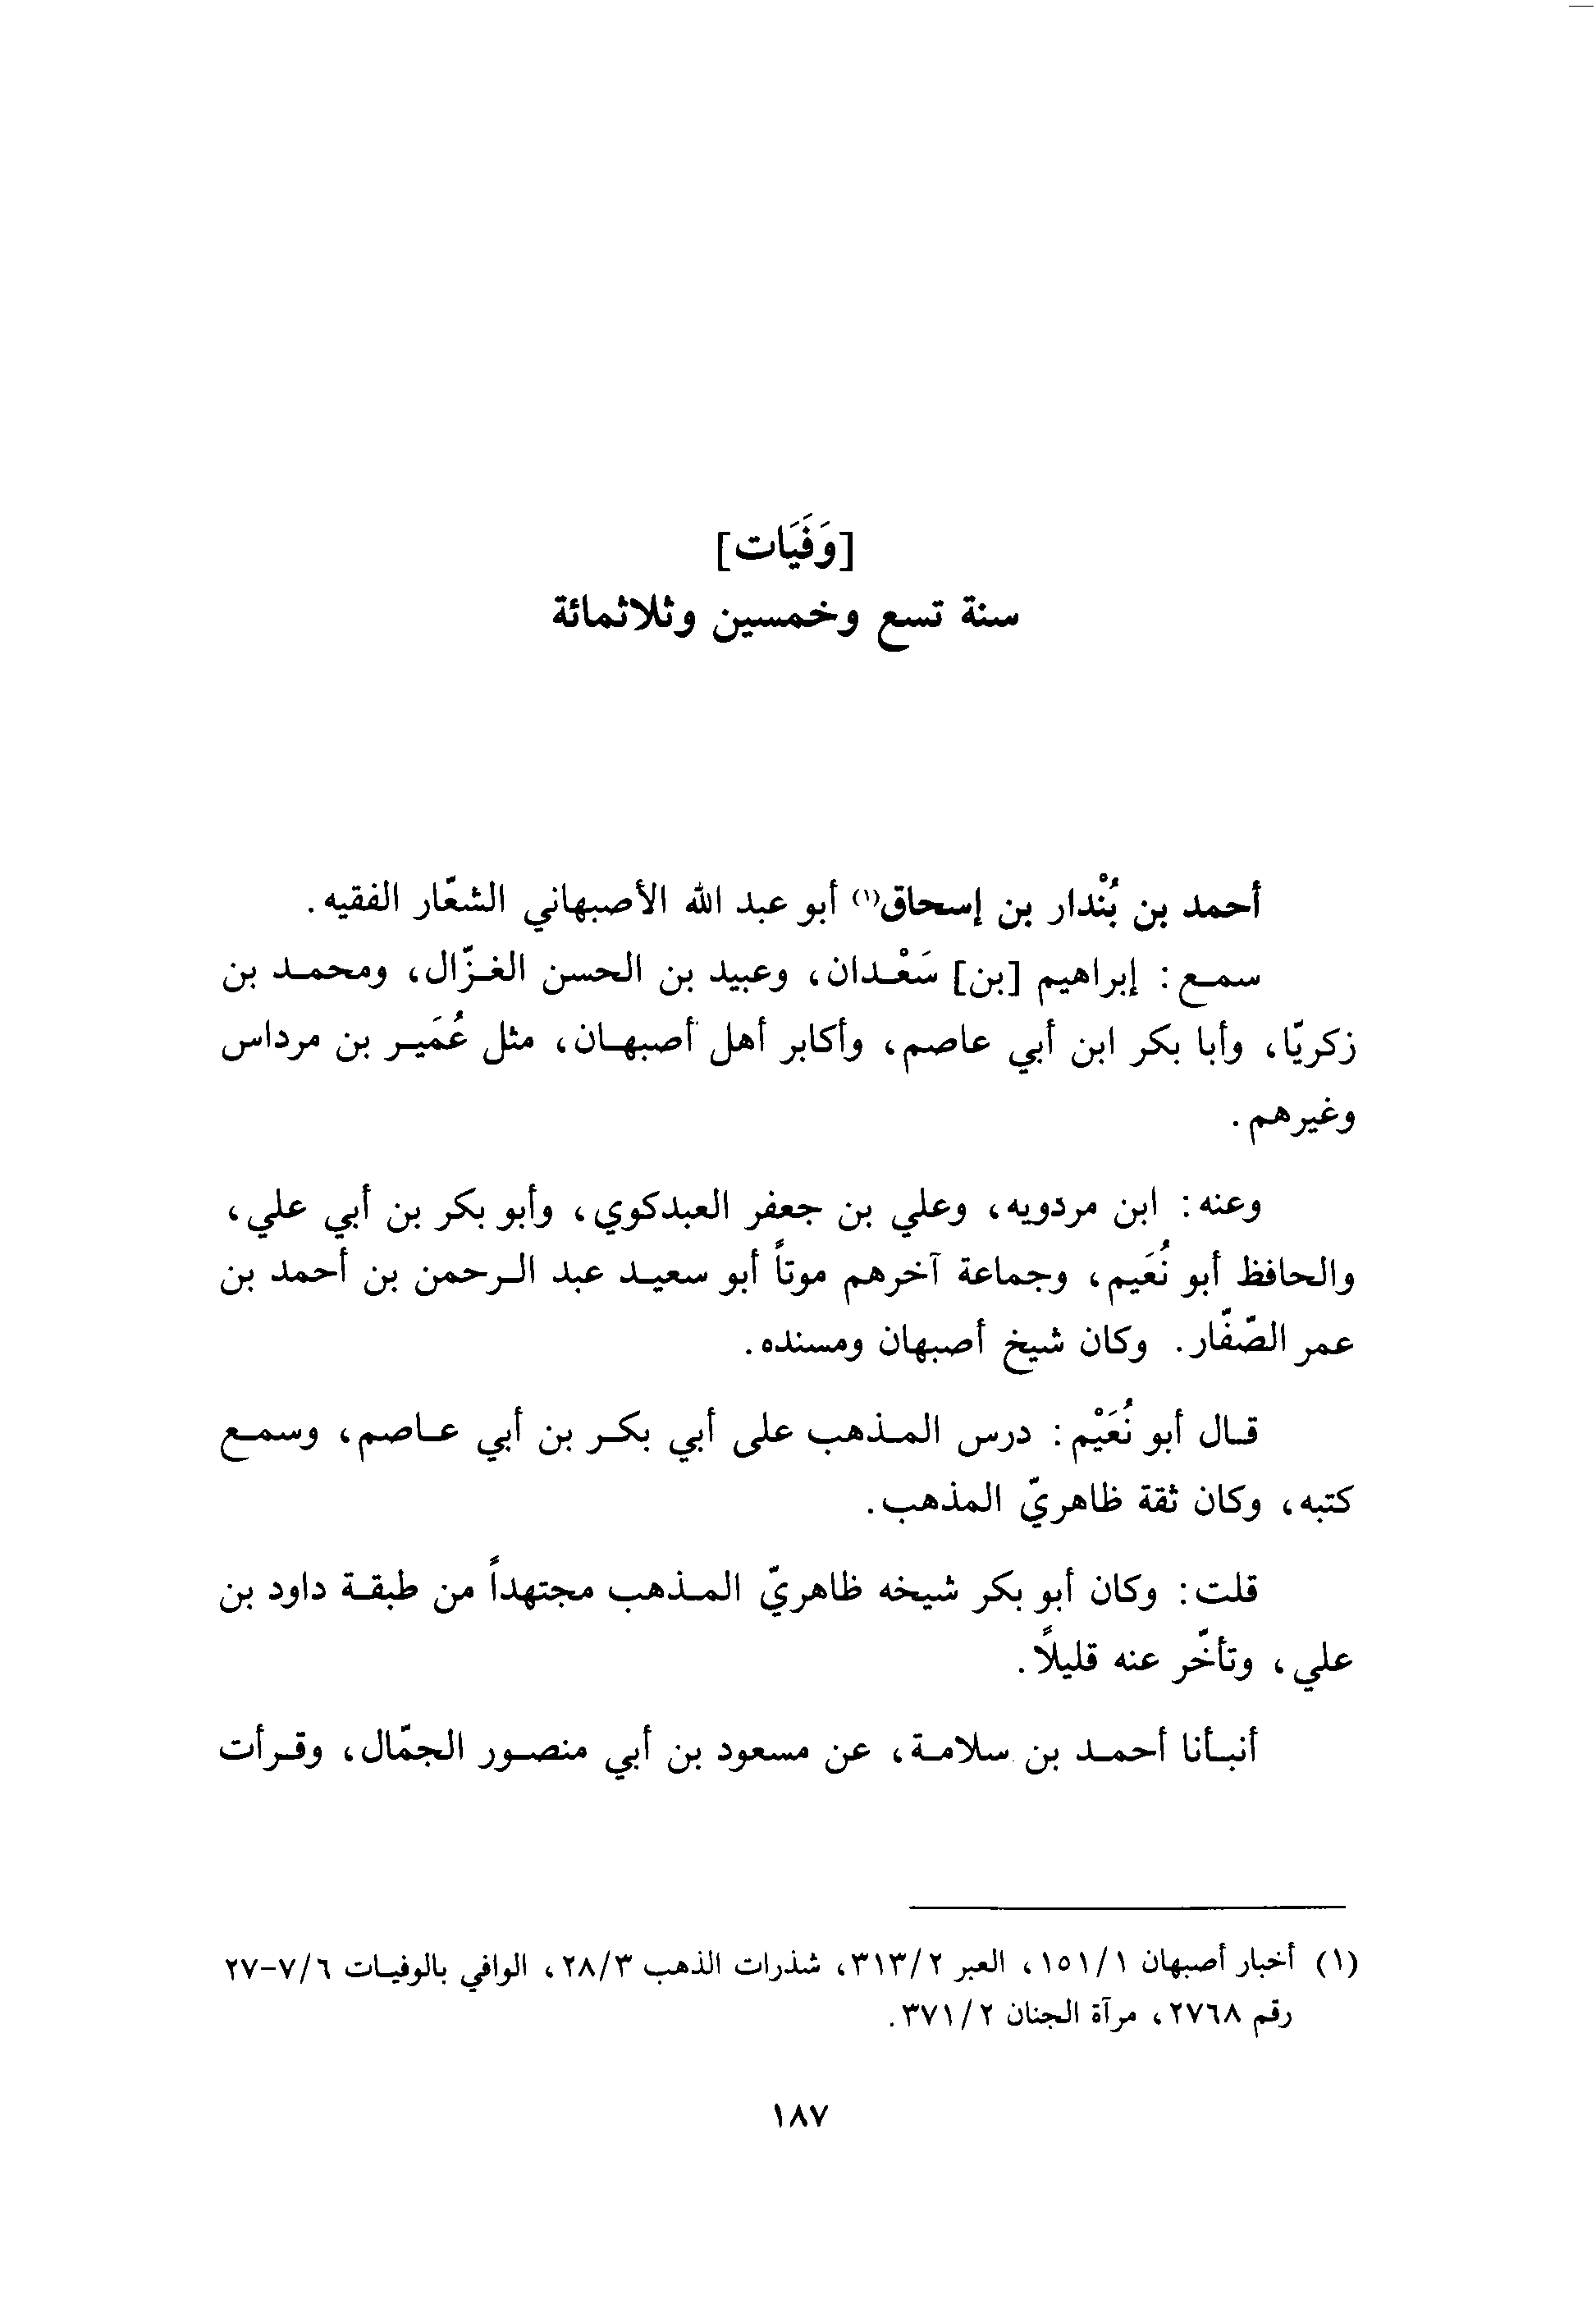 [وَفَيَات]
سنة تسع وخمسين وثلاثمائة
أحمد بن بُنْدار بن إسحاق(١) أبو عبد الله الأصبهاني الشعّار الفقيه.
سمع: إبراهيم [بن] سَعْدان، وعبيد بن الحسن الغزّال، ومحمد بن
زكريّا، وأبا بكر ابن أبي عاصم، وأكابر أهل أصبهان، مثل عُمَير بن مرداس
وغيرهم.
وعنه: ابن مردويه، وعلي بن جعفر العبدكوي، وأبو بكر بن أبي علي،
والحافظ أبو نُعَيم، وجماعة آخرهم موتاً أبو سعيد عبد الرحمن بن أحمد بن
عمر الصّفّار. وكان شيخ أصبهان ومسنده.
قال أبو نُعَيْم: درس المذهب على أبي بكر بن أبي عاصم، وسمع
كتبه، وكان ثقة ظاهريّ المذهب.
قلت: وكان أبو بكر شيخه ظاهريّ المذهب مجتهداً من طبقة داود بن
علي، وتأخّر عنه قليلاً.
أنبأنا أحمد بن سلامة، عن مسعود بن أبي منصور الجمّال، وقرأت
(١) أخبار أصبهان ١/١٥١، العبر ٢/٣١٣، شذرات الذهب ٣/٢٨، الوافي بالوفيات ٦/٧-٢٧
رقم ٢٧٦٨، مرآة الجنان ٢/٣٧١.
١٨٧